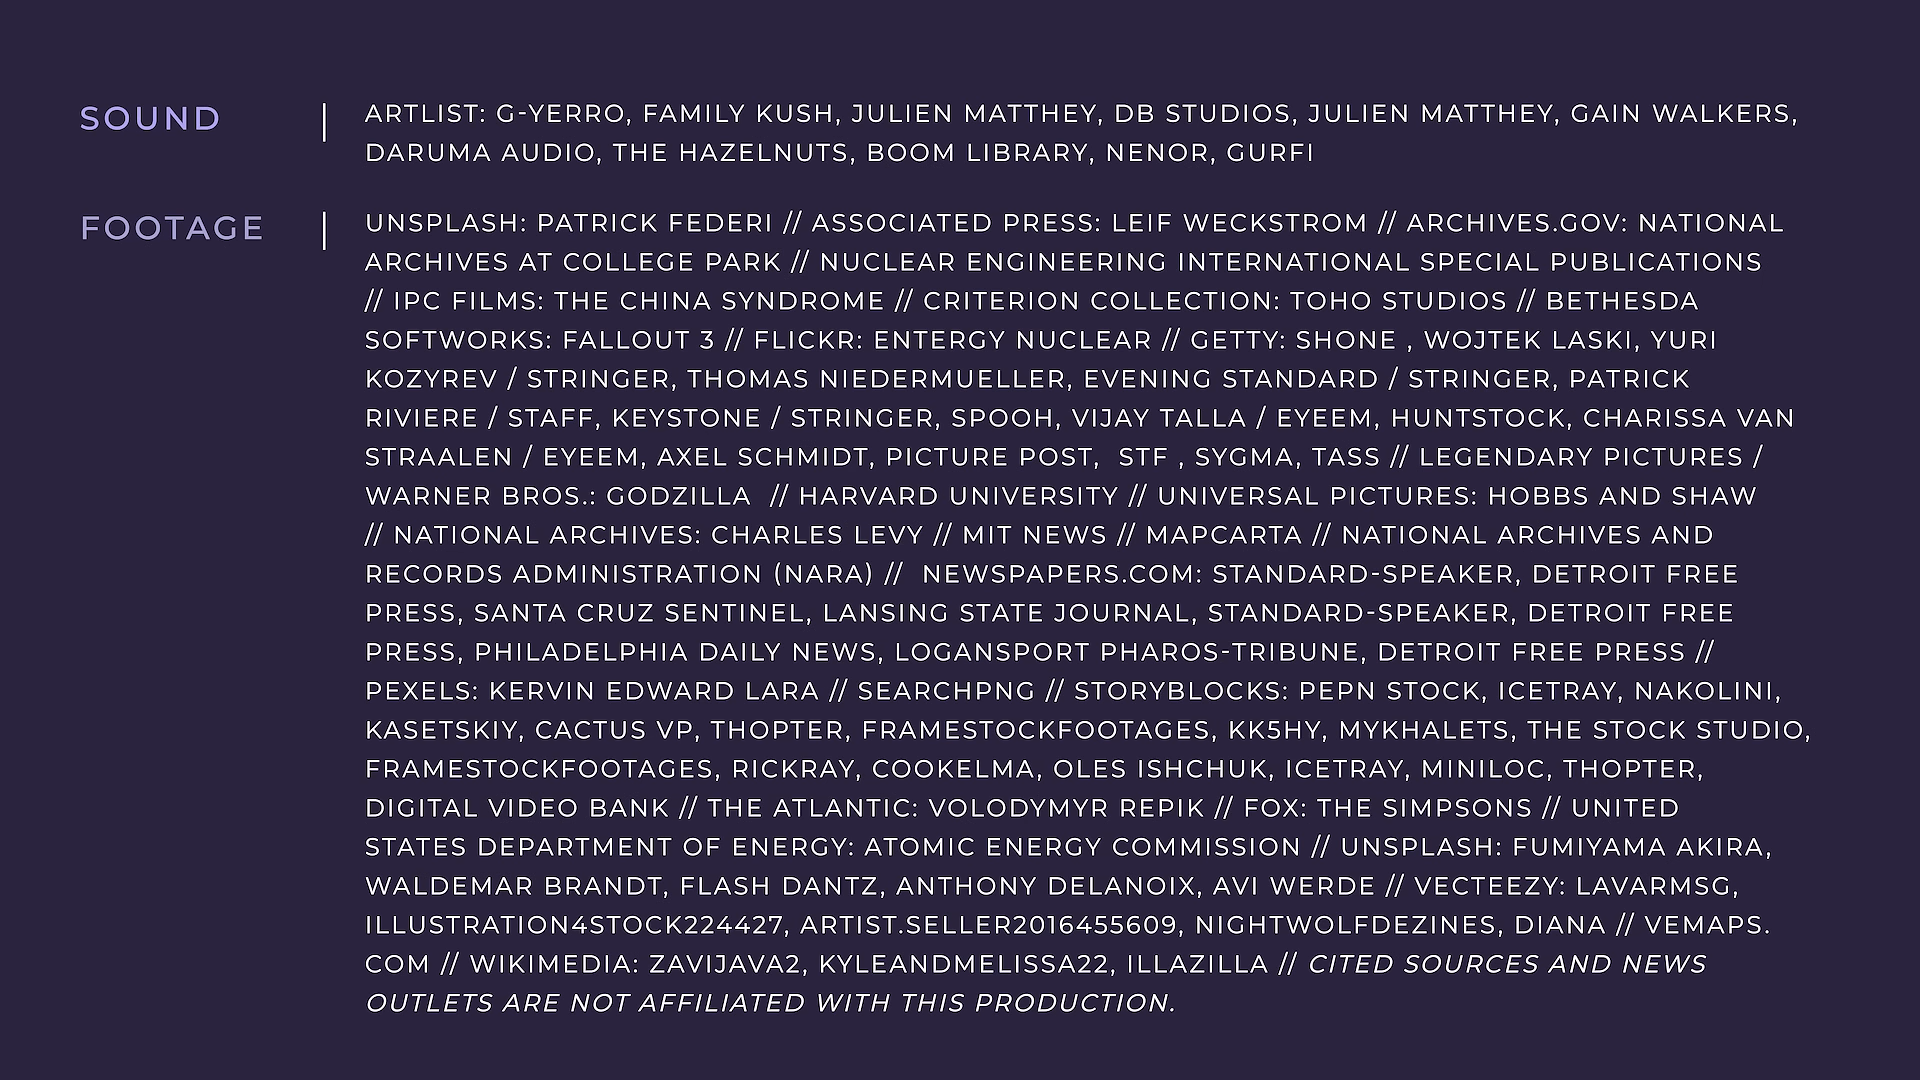 SOUND | ARTLIST: G-YERRO, FAMILY KUSH, JULIEN MATTHEY, DB STUDIOS, JULIEN MATTHEY, GAIN WALKERS,
DARUMA AUDIO, THE HAZELNUTS, BOOM LIBRARY, NENOR, GURFI
FOOTAGE | UNSPLASH: PATRICK FEDERI // ASSOCIATED PRESS: LEIF WECKSTROM // ARCHIVES.GOV: NATIONAL
ARCHIVES AT COLLEGE PARK // NUCLEAR ENGINEERING INTERNATIONAL SPECIAL PUBLICATIONS
// IPC FILMS: THE CHINA SYNDROME // CRITERION COLLECTION: TOHO STUDIOS // BETHESDA
SOFTWORKS: FALLOUT 3 // FLICKR: ENTERGY NUCLEAR // GETTY: SHONE , WOJTEK LASKI, YURI
KOZYREV / STRINGER, THOMAS NIEDERMUELLER, EVENING STANDARD / STRINGER, PATRICK
RIVIERE / STAFF, KEYSTONE / STRINGER, SPOOH, VIJAY TALLA / EYEEM, HUNTSTOCK, CHARISSA VAN
STRAALEN / EYEEM, AXEL SCHMIDT, PICTURE POST,  STF , SYGMA, TASS // LEGENDARY PICTURES /
WARNER BROS.: GODZILLA  // HARVARD UNIVERSITY // UNIVERSAL PICTURES: HOBBS AND SHAW
// NATIONAL ARCHIVES: CHARLES LEVY // MIT NEWS // MAPCARTA // NATIONAL ARCHIVES AND
RECORDS ADMINISTRATION (NARA) //  NEWSPAPERS.COM: STANDARD-SPEAKER, DETROIT FREE
PRESS, SANTA CRUZ SENTINEL, LANSING STATE JOURNAL, STANDARD-SPEAKER, DETROIT FREE
PRESS, PHILADELPHIA DAILY NEWS, LOGANSPORT PHAROS-TRIBUNE, DETROIT FREE PRESS //
PEXELS: KERVIN EDWARD LARA // SEARCHPNG // STORYBLOCKS: PEPN STOCK, ICETRAY, NAKOLINI,
KASETSKIY, CACTUS VP, THOPTER, FRAMESTOCKFOOTAGES, KK5HY, MYKHALETS, THE STOCK STUDIO,
FRAMESTOCKFOOTAGES, RICKRAY, COOKELMA, OLES ISHCHUK, ICETRAY, MINILOC, THOPTER,
DIGITAL VIDEO BANK // THE ATLANTIC: VOLODYMYR REPIK // FOX: THE SIMPSONS // UNITED
STATES DEPARTMENT OF ENERGY: ATOMIC ENERGY COMMISSION // UNSPLASH: FUMIYAMA AKIRA,
WALDEMAR BRANDT, FLASH DANTZ, ANTHONY DELANOIX, AVI WERDE // VECTEEZY: LAVARMSG,
ILLUSTRATION4STOCK224427, ARTIST.SELLER2016455609, NIGHTWOLFDEZINES, DIANA // VEMAPS.
COM // WIKIMEDIA: ZAVIJAVA2, KYLEANDMELISSA22, ILLAZILLA // CITED SOURCES AND NEWS
OUTLETS ARE NOT AFFILIATED WITH THIS PRODUCTION.